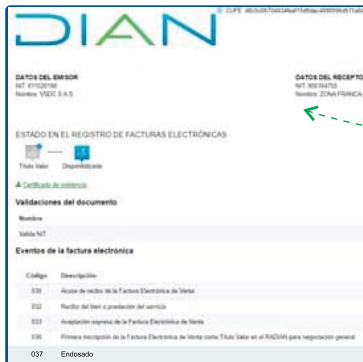 DIAN
CUFE:
DATOS DEL EMISOR
NIT
Nombre VSDC S.A.S
DATOS DEL RECEPTO
NIT
Nombre ZONA FRANCA
ESTADO EN EL REGISTRO DE FACTURAS ELECTRÓNICAS
Título Valor Disponibilizada
Certificado de existencia
Validaciones del documento
Nombre
Valida NIT
Eventos de la factura electrónica
Código Descripción
030 Acuse de recibo de la Factura Electrónica de Venta
032 Recibo del bien o prestación del servicio
033 Aceptación expresa de la Factura Electrónica de Venta
036 Primera inscripción de la Factura Electrónica de Venta como Título Valor en el RADIAN para negociación general
037 Endosado